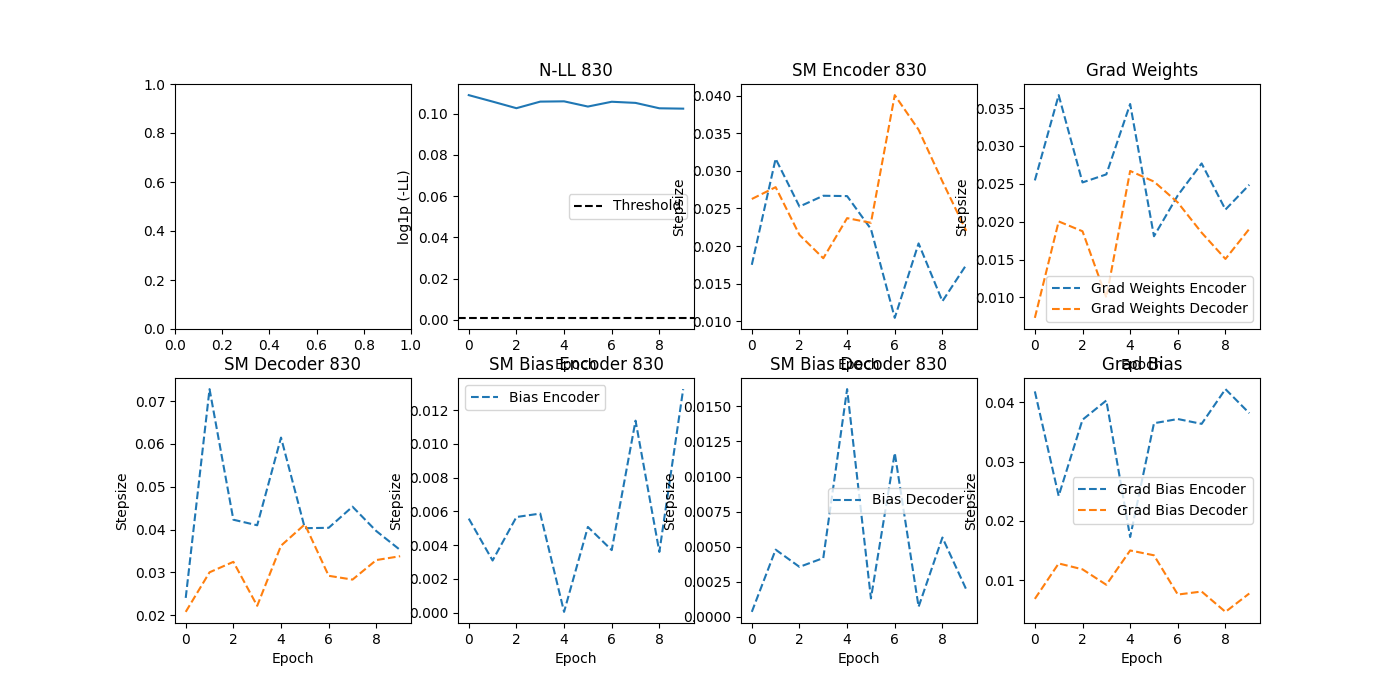 1.0
0.8
0.6
0.4
0.2
0.0
0.0 0.2 0.4 0.6 0.8 1.0
N-LL 830
log1p (-LL)
0.10
0.08
0.06
0.04
0.02
0.00
Threshold
0 2 4 6 8
Epoch
SM Encoder 830
Stepsize
0.040
0.035
0.030
0.025
0.020
0.015
0.010
0 2 4 6 8
Epoch
Grad Weights
Stepsize
0.035
0.030
0.025
0.020
0.015
0.010
Grad Weights Encoder
Grad Weights Decoder
0 2 4 6 8
Epoch
SM Decoder 830
Stepsize
0.07
0.06
0.05
0.04
0.03
0.02
0 2 4 6 8
Epoch
SM Bias Encoder 830
Stepsize
0.012
0.010
0.008
0.006
0.004
0.002
0.000
Bias Encoder
0 2 4 6 8
Epoch
SM Bias Decoder 830
Stepsize
0.0150
0.0125
0.0100
0.0075
0.0050
0.0025
0.0000
Bias Decoder
0 2 4 6 8
Epoch
Grad Bias
Stepsize
0.04
0.03
0.02
0.01
Grad Bias Encoder
Grad Bias Decoder
0 2 4 6 8
Epoch